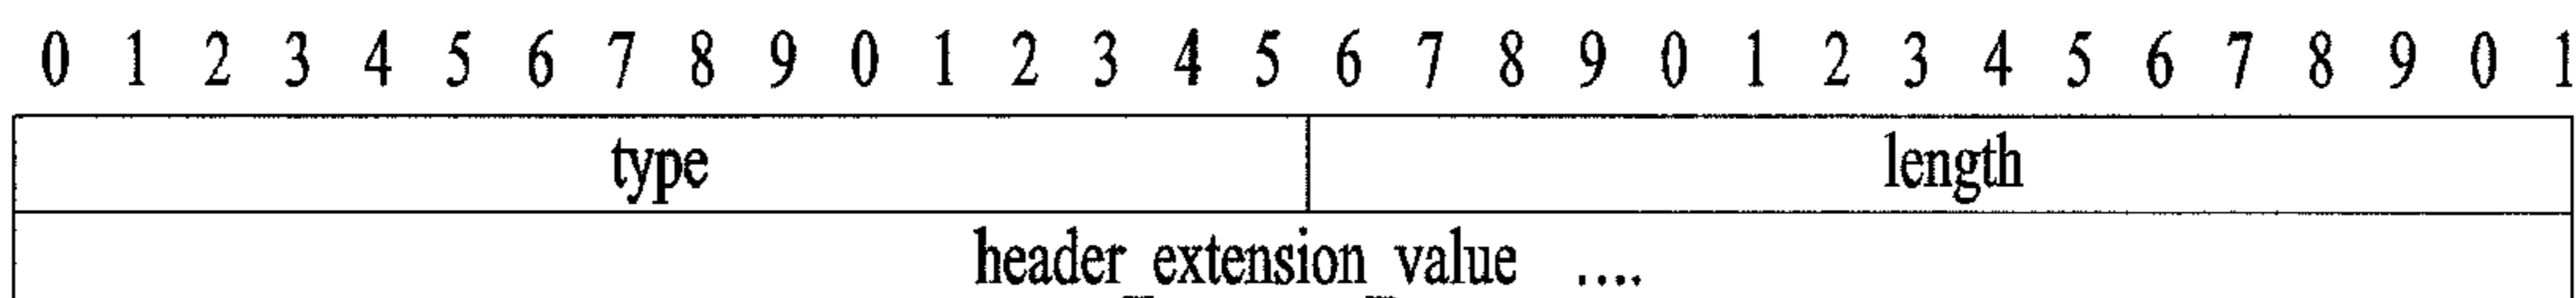 0 1 2 3 4 5 6 7 8 9 0 1 2 3 4 5 6 7 8 9 0 1 2 3 4 5 6 7 8 9 0 1
type length
header_extension_value ....